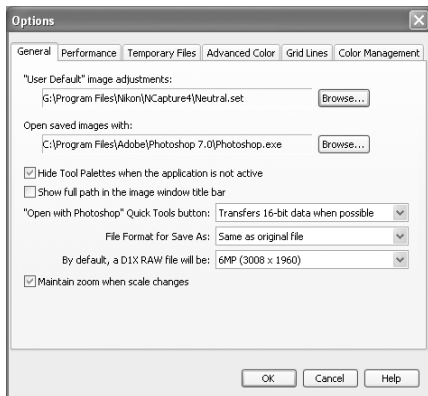 Options
General Performance Temporary Files Advanced Color Grid Lines Color Management
"User Default" image adjustments:
G:\Program Files\Nikon\NCapture4\Neutral.set Browse...
Open saved images with:
C:\Program Files\Adobe\Photoshop 7.0\Photoshop.exe Browse...
Hide Tool Palettes when the application is not active
Show full path in the image window title bar
"Open with Photoshop" Quick Tools button: Transfers 16-bit data when possible
File Format for Save As: Same as original file
By default, a D1X RAW file will be: 6MP (3008 x 1960)
Maintain zoom when scale changes
OK Cancel Help